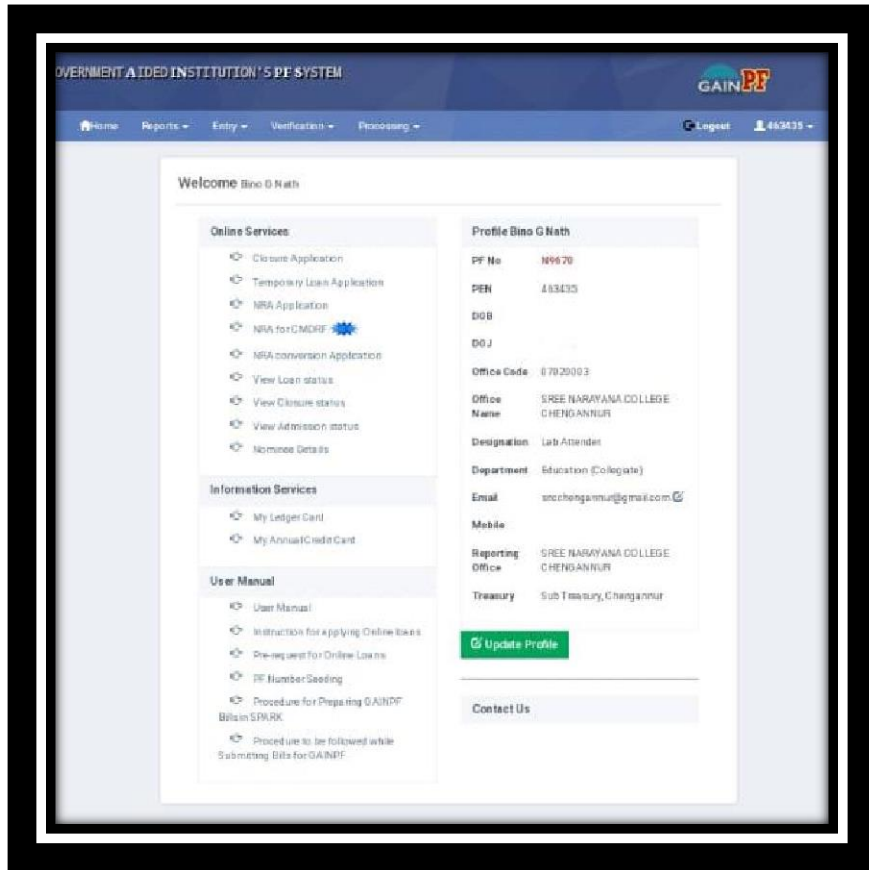 OVERNMENT AIDED INSTITUTION'S PF SYSTEM
GAIN PF
Home Reports Entry Verification Processing Logout 463435
Welcome Bino G Nath
Online Services
Closure Application
Temporary Loan Application
NRA Application
NRA for CMDRF
NRA conversion Application
View Loan status
View Closure status
View Admission status
Nominee Details
Information Services
My Ledger Card
My Annual Credit Card
User Manual
User Manual
Instruction for applying Online loans
Pre-request for Online Loans
PF Number Seeding
Procedure for Preparing GAINPF
Bills in SPARK
Procedure to be followed while
Submitting Bills for GAINPF
Profile Bino G Nath
PF No N9670
PEN 463435
DOB
DOJ
Office Code 07020003
Office SREE NARAYANA COLLEGE
Name CHENGANNUR
Designation Lab Attender
Department Education (Collegiate)
Email sncchengannur@gmail.com
Mobile
Reporting SREE NARAYANA COLLEGE
Office CHENGANNUR
Treasury Sub Treasury, Chengannur
Update Profile
Contact Us